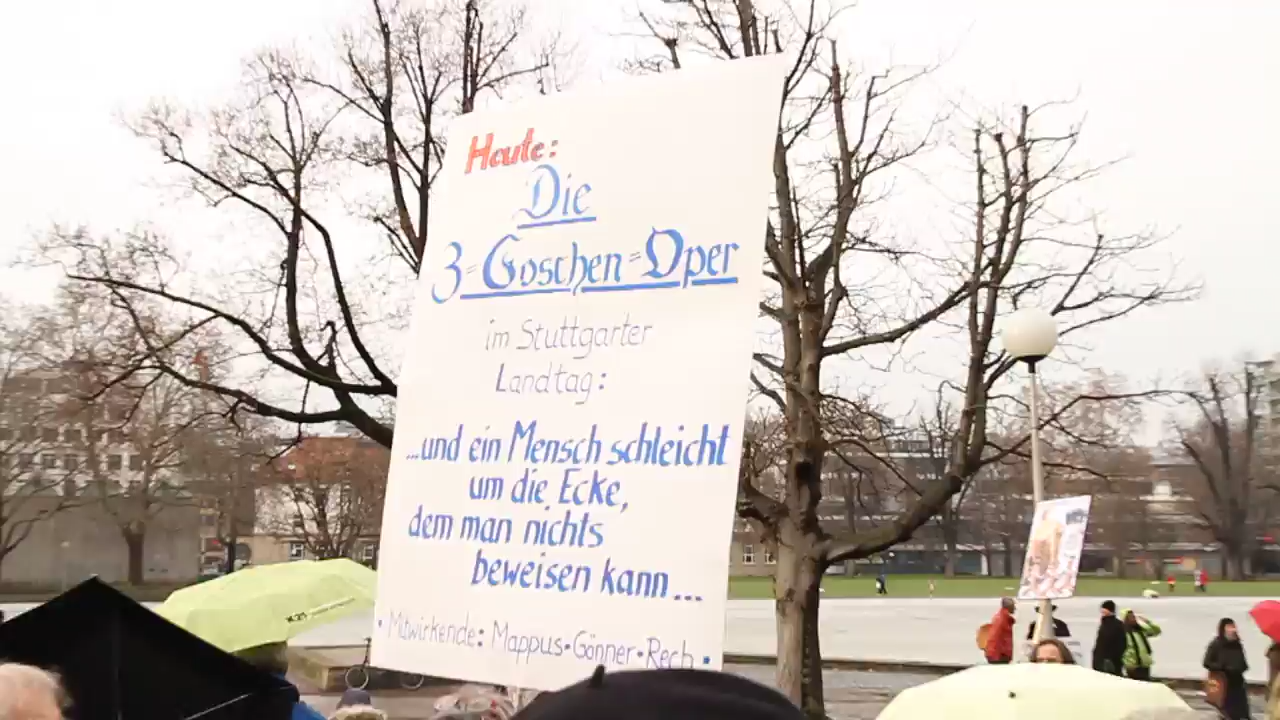 Heute:
Die
3=Goschen=Oper
im Stuttgarter
Landtag:
...und ein Mensch schleicht
um die Ecke,
dem man nichts
beweisen kann...
• Mitwirkende: Mappus•Gönner•Rech •
K21